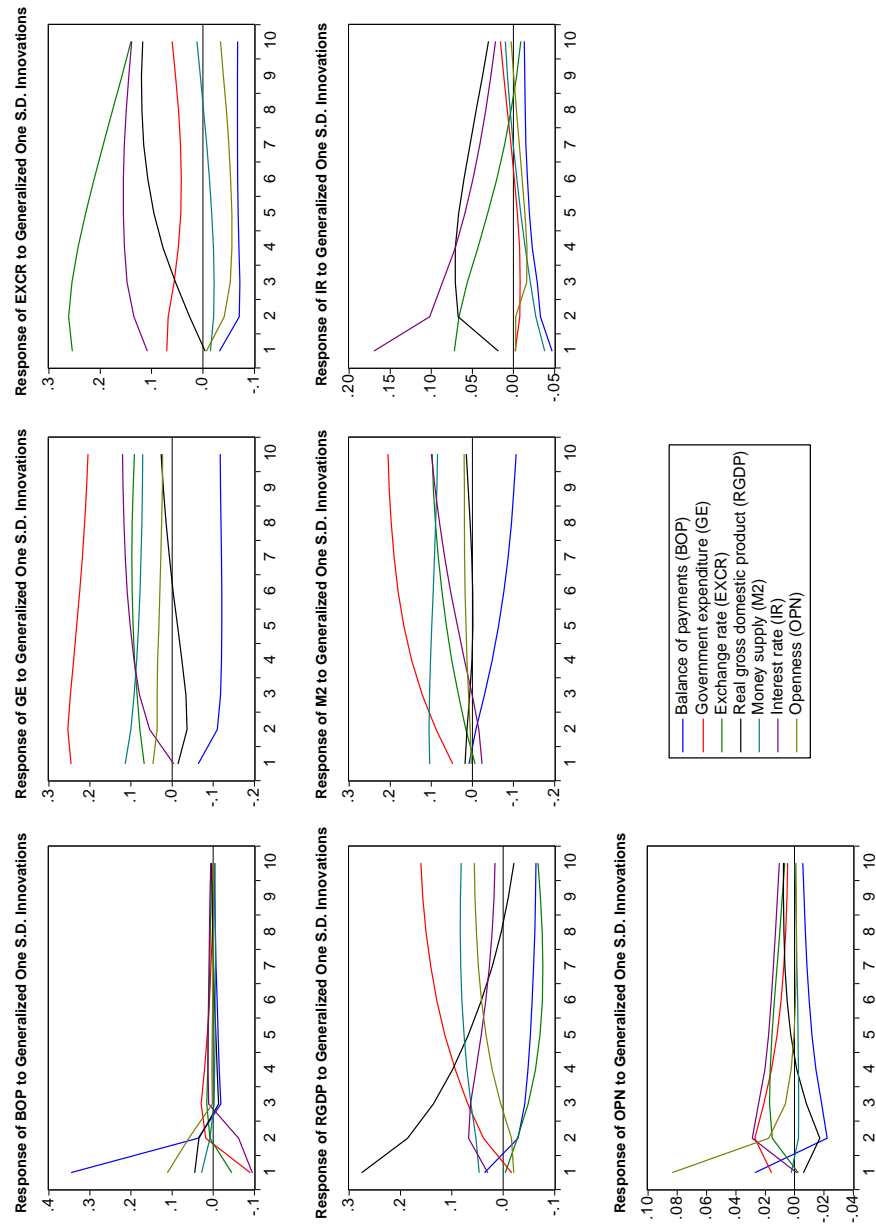 Response of BOP to Generalized One S.D. Innovations
.4
.3
.2
.1
.0
-.1
1 2 3 4 5 6 7 8 9 10
Response of GE to Generalized One S.D. Innovations
.3
.2
.1
.0
-.1
-.2
1 2 3 4 5 6 7 8 9 10
Response of EXCR to Generalized One S.D. Innovations
.3
.2
.1
.0
-.1
1 2 3 4 5 6 7 8 9 10
Response of RGDP to Generalized One S.D. Innovations
.3
.2
.1
.0
-.1
1 2 3 4 5 6 7 8 9 10
Response of M2 to Generalized One S.D. Innovations
.3
.2
.1
.0
-.1
-.2
1 2 3 4 5 6 7 8 9 10
Response of IR to Generalized One S.D. Innovations
.20
.15
.10
.05
.00
-.05
1 2 3 4 5 6 7 8 9 10
Response of OPN to Generalized One S.D. Innovations
.10
.08
.06
.04
.02
.00
-.02
-.04
1 2 3 4 5 6 7 8 9 10
Balance of payments (BOP)
Government expenditure (GE)
Exchange rate (EXCR)
Real gross domestic product (RGDP)
Money supply (M2)
Interest rate (IR)
Openness (OPN)